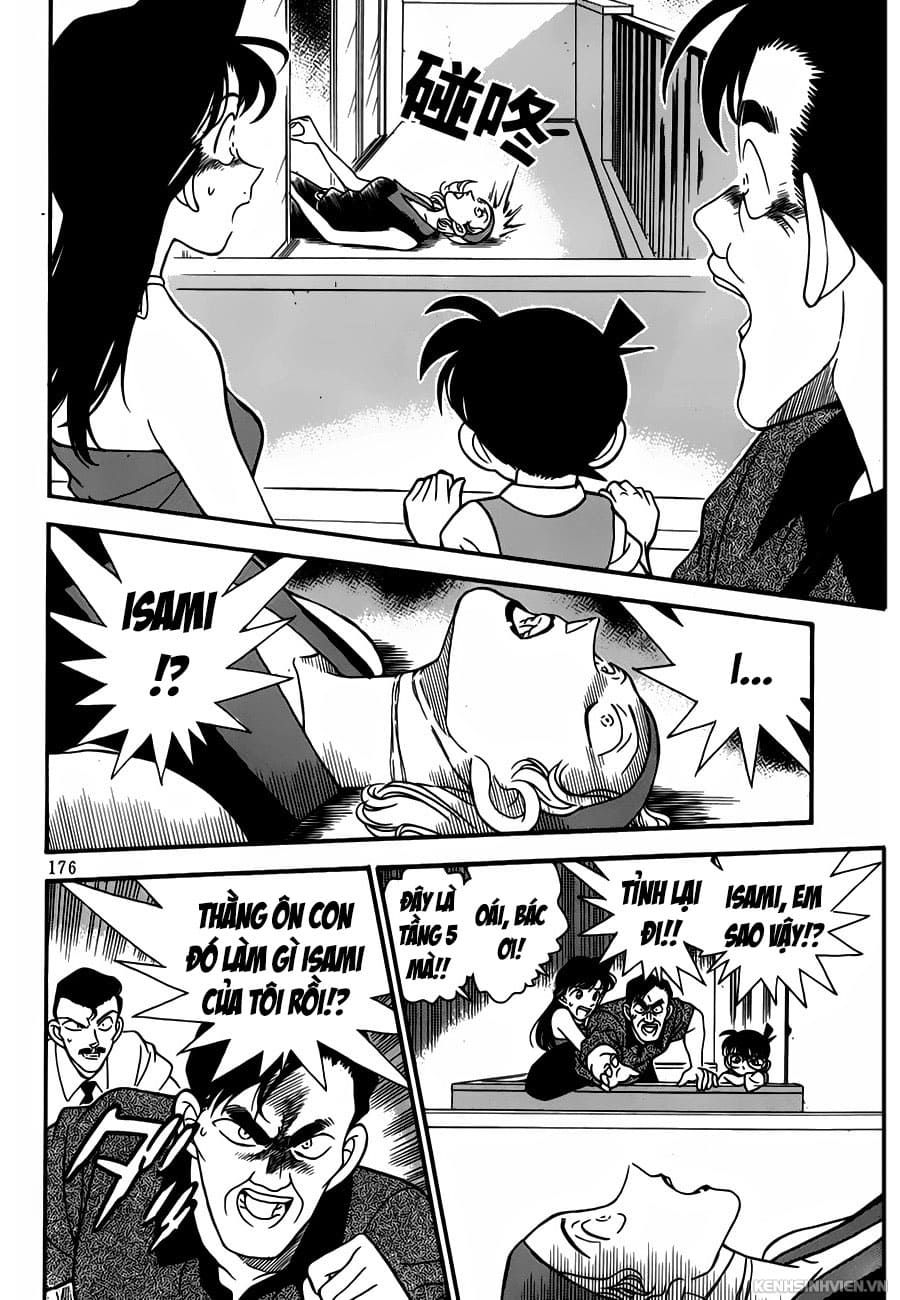 碰咚
I...
ISAMI
!?
176
ISAMI, EM
SAO VẬY!?
TỈNH LẠI
ĐI!!
OÁI, BÁC
ƠI!
ĐÂY LÀ
TẦNG 5
MÀ!!
THẰNG ÔN CON
ĐÓ LÀM GÌ ISAMI
CỦA TÔI RỒI!?
KENHSINHVIEN.VN